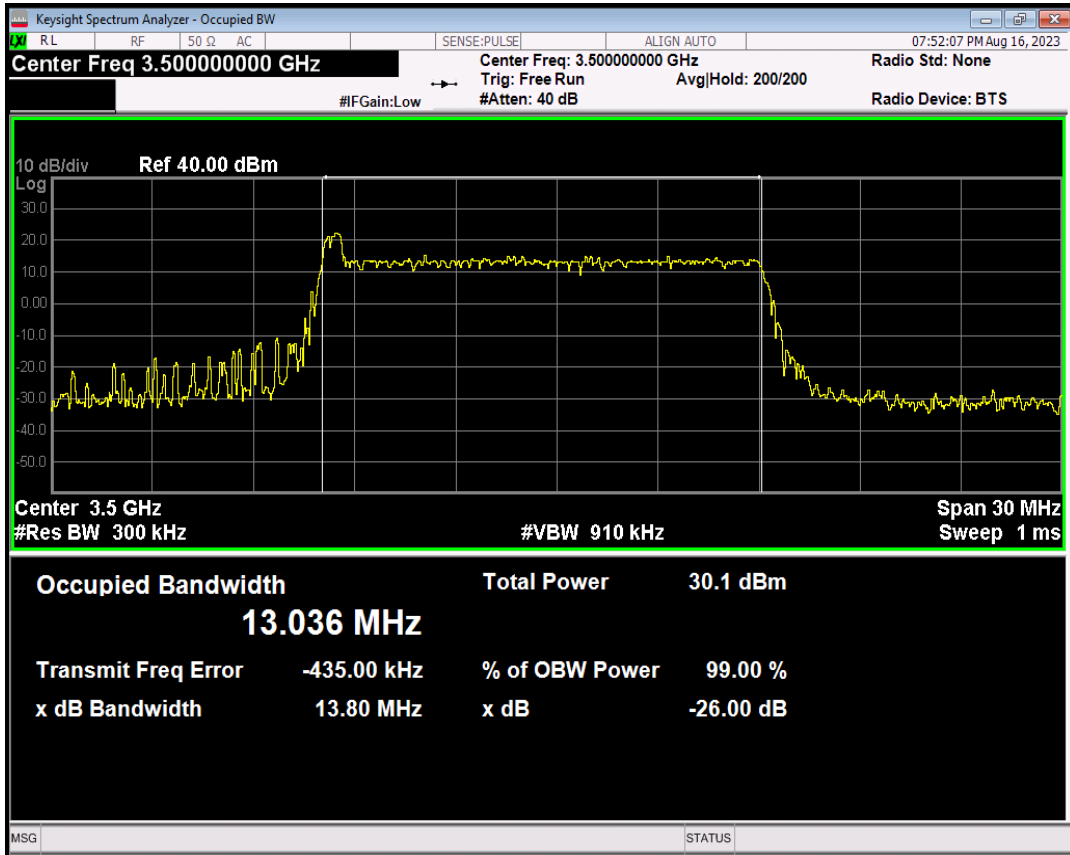 Keysight Spectrum Analyzer - Occupied BW
LXI RL RF 50 Ω AC SENSE:PULSE ALIGN AUTO 07:52:07 PM Aug 16, 2023
Center Freq 3.500000000 GHz
Center Freq: 3.500000000 GHz
Radio Std: None
Trig: Free Run
Avg|Hold: 200/200
#IFGain:Low
#Atten: 40 dB
Radio Device: BTS
10 dB/div Ref 40.00 dBm
Log
30.0
20.0
10.0
0.00
-10.0
-20.0
-30.0
-40.0
-50.0
Center 3.5 GHz Span 30 MHz
#Res BW 300 kHz #VBW 910 kHz Sweep 1 ms
Occupied Bandwidth Total Power 30.1 dBm
13.036 MHz
Transmit Freq Error -435.00 kHz % of OBW Power 99.00 %
x dB Bandwidth 13.80 MHz x dB -26.00 dB
MSG STATUS